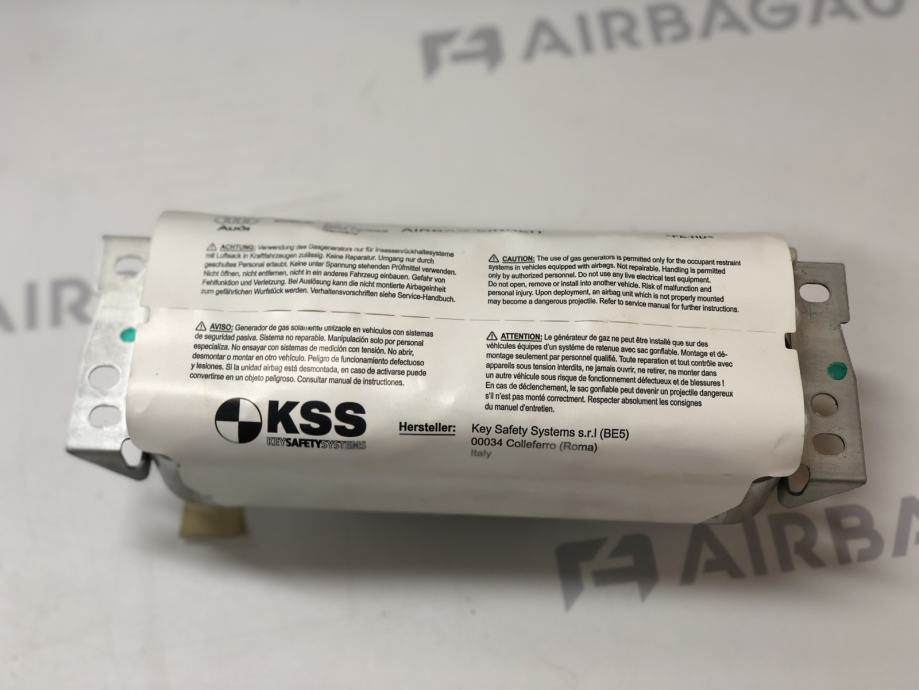 AIRBAGAU
Audi
AIRBAG
⚠ ACHTUNG: Verwendung des Gasgenerators nur für Insassenrückhaltesysteme
mit Luftsack in Kraftfahrzeugen zulässig. Keine Reparatur. Umgang nur durch
geschultes Personal erlaubt. Keine unter Spannung stehenden Prüfmittel verwenden.
Nicht öffnen, nicht entfernen, nicht in ein anderes Fahrzeug einbauen. Gefahr von
Fehlfunktion und Verletzung. Bei Auslösung kann die nicht montierte Airbageinheit
zum gefährlichen Wurfstück werden. Verhaltensvorschriften siehe Service-Handbuch.
⚠ CAUTION: The use of gas generators is permitted only for the occupant restraint
systems in vehicles equipped with airbags. Not repairable. Handling is permitted
only by authorized personnel. Do not use any live electrical test equipment.
Do not open, remove or install into another vehicle. Risk of malfunction and
personal injury. Upon deployment, an airbag unit which is not properly mounted
may become a dangerous projectile. Refer to service manual for further instructions.
⚠ AVISO: Generador de gas solamente utilizable en vehículos con sistemas
de seguridad pasiva. Sistema no reparable. Manipulación solo por personal
especializa. No ensayar con sistemas de medición con tensión. No abrir,
desmontar o montar en otro vehículo. Peligro de funcionamiento defectuoso
y lesiones. Si la unidad airbag está desmontada, en caso de activarse puede
convertirse en un objeto peligroso. Consultar manual de instrucciones.
⚠ ATTENTION: Le générateur de gaz ne peut être installé que sur des
véhicules équipes d'un système de retenue avec sac gonflable. Montage et dé-
montage seulement par personnel qualifié. Toute reparation et tout contrôle avec
appareils sous tension interdits, ne jamais ouvrir, ne retirer, ne monter dans
un autre véhicule sous risque de fonctionnement défectueux et de blessures !
En cas de déclenchement, le sac gonflable peut devenir un projectile dangereux
s'il n'est pas monté correctment. Respecter absolument les consignes
du manuel d'entretien.
KSS
KEYSAFETYSYSTEMS
Hersteller: Key Safety Systems s.r.l (BE5)
00034 Colleferro (Roma)
Italy
AIR
AIRBAGA